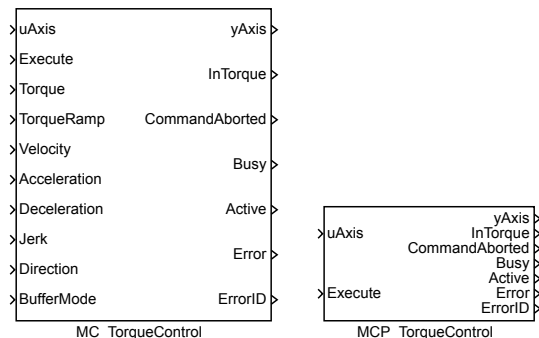 uAxis
Execute
Torque
TorqueRamp
Velocity
Acceleration
Deceleration
Jerk
Direction
BufferMode
yAxis
InTorque
CommandAborted
Busy
Active
Error
ErrorID
MC_TorqueControl
uAxis
Execute
yAxis
InTorque
CommandAborted
Busy
Active
Error
ErrorID
MCP_TorqueControl